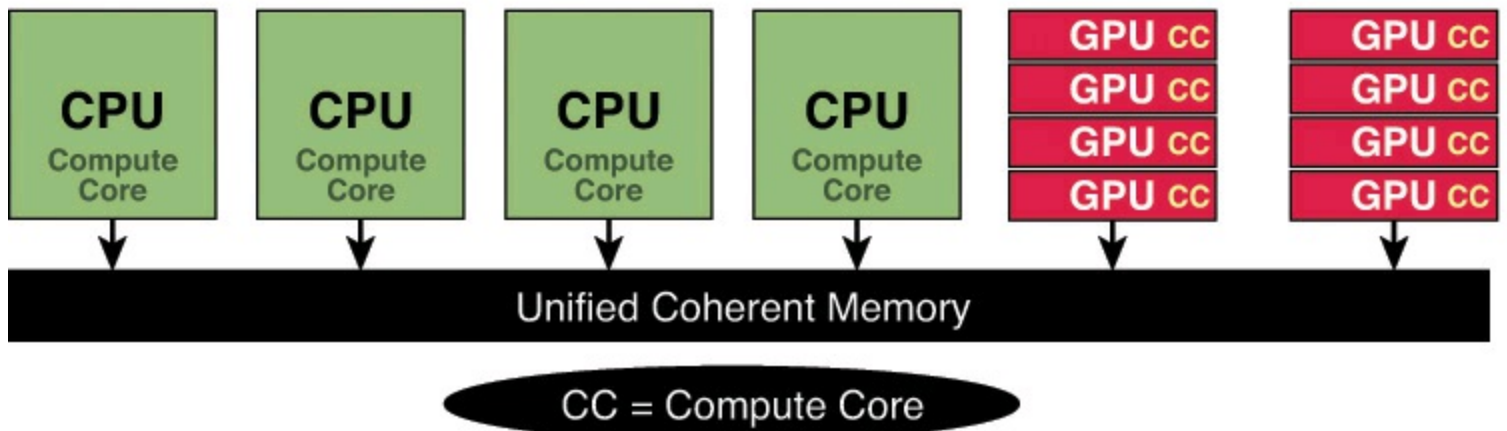 CPU
Compute
Core
CPU
Compute
Core
CPU
Compute
Core
CPU
Compute
Core
GPU CC
GPU CC
GPU CC
GPU CC
GPU CC
GPU CC
GPU CC
GPU CC
Unified Coherent Memory
CC = Compute Core